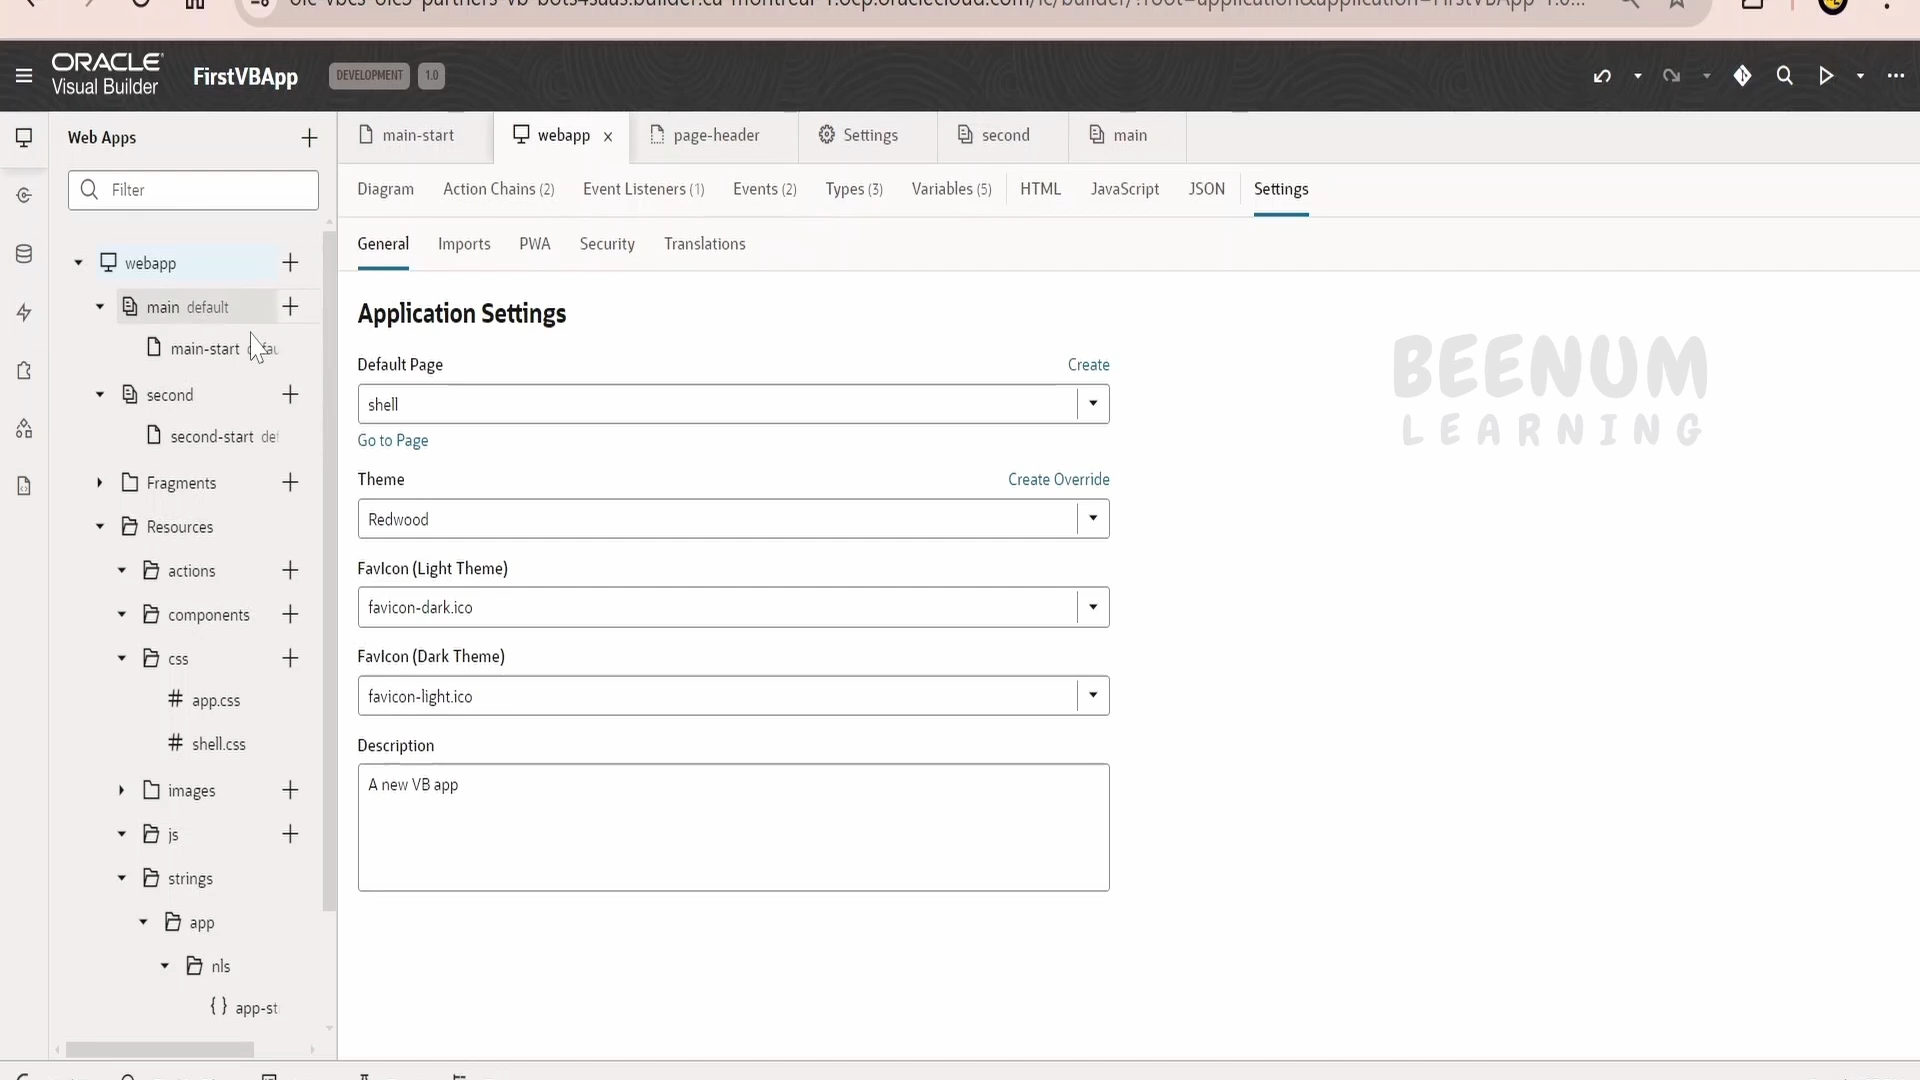 ORACLE
Visual Builder
FirstVBApp
DEVELOPMENT
1.0
Web Apps
main-start
webapp
page-header
Settings
second
main
Filter
Diagram
Action Chains (2)
Event Listeners (1)
Events (2)
Types (3)
Variables (5)
HTML
JavaScript
JSON
Settings
General
Imports
PWA
Security
Translations
webapp
main default
main-start
second
second-start def
Fragments
Resources
actions
components
css
app.css
shell.css
images
js
strings
app
nls
app-st
Application Settings
Default Page
Create
shell
Go to Page
Theme
Create Override
Redwood
FavIcon (Light Theme)
favicon-dark.ico
FavIcon (Dark Theme)
favicon-light.ico
Description
A new VB app
BEENUM
LEARNING